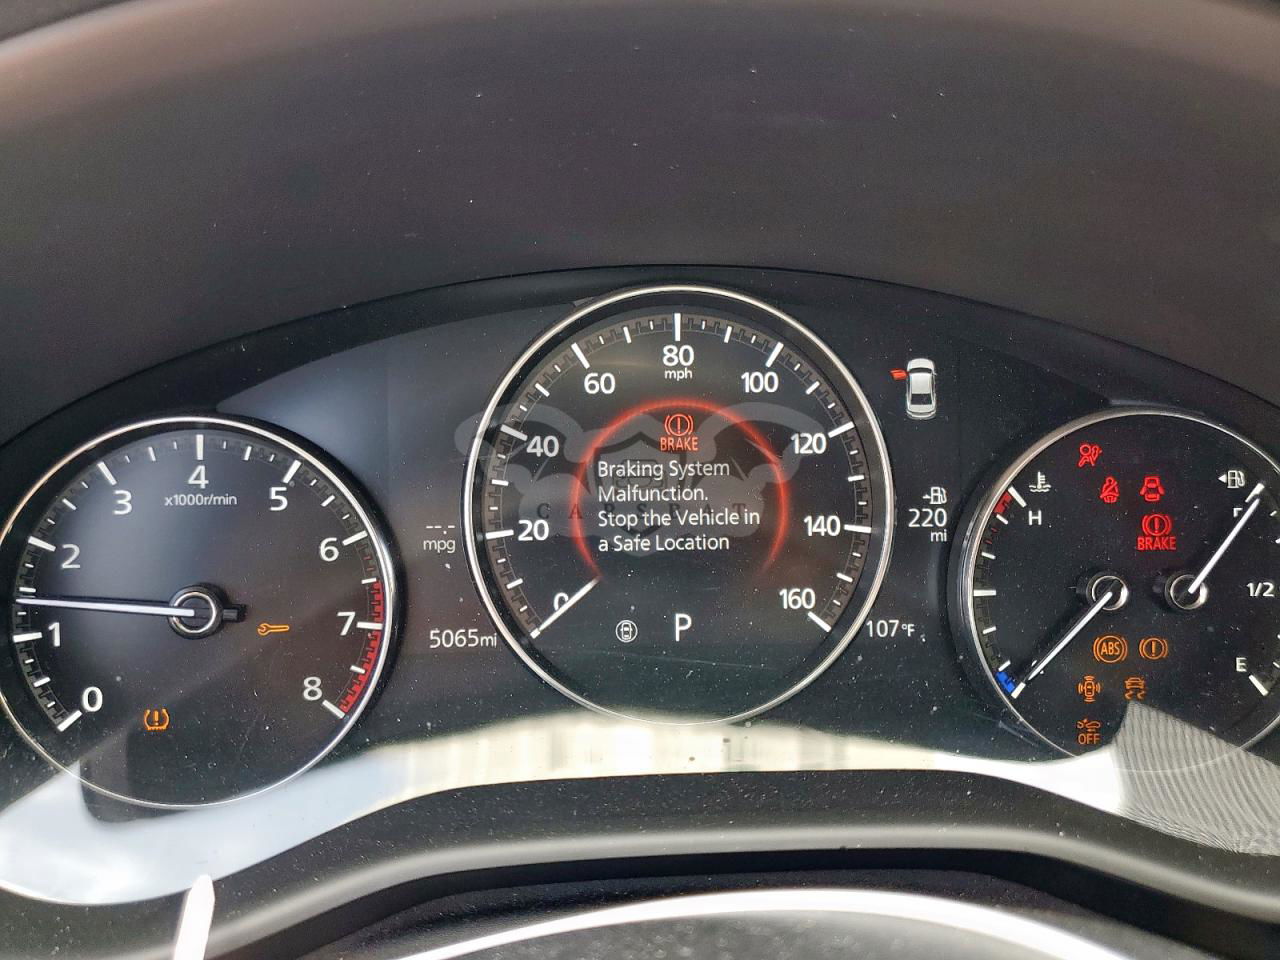 0
1
2
3
4
5
6
7
8
x1000r/min
--.-
mpg
5065mi
0
20
40
60
80
mph
100
120
140
160
BRAKE
Braking System
Malfunction.
Stop the Vehicle in
a Safe Location
CARSRAT
P
220
mi
107°F
H
BRAKE
ABS
OFF
F
1/2
E